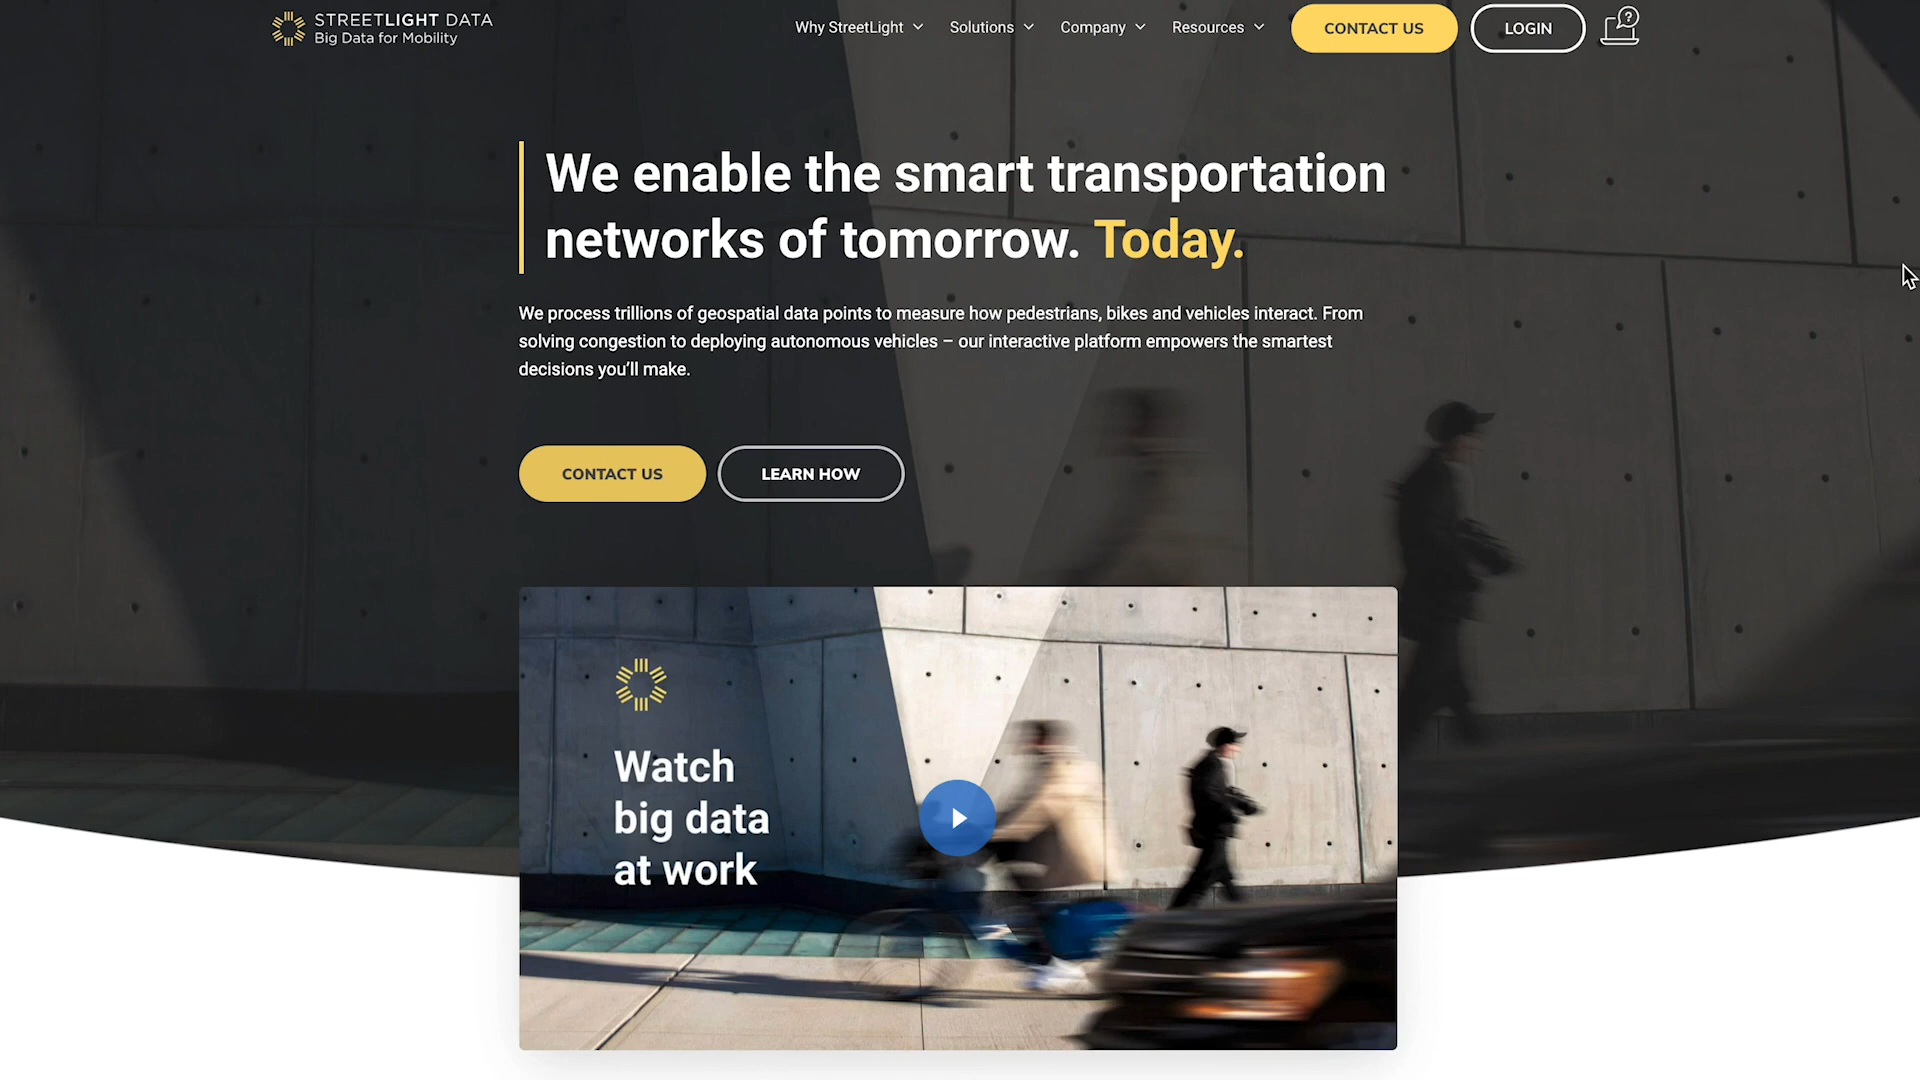 STREETLIGHT DATA
Big Data for Mobility
Why StreetLight
Solutions
Company
Resources
CONTACT US
LOGIN
?
We enable the smart transportation
networks of tomorrow. Today.
We process trillions of geospatial data points to measure how pedestrians, bikes and vehicles interact. From
solving congestion to deploying autonomous vehicles – our interactive platform empowers the smartest
decisions you’ll make.
CONTACT US
LEARN HOW
Watch
big data
at work